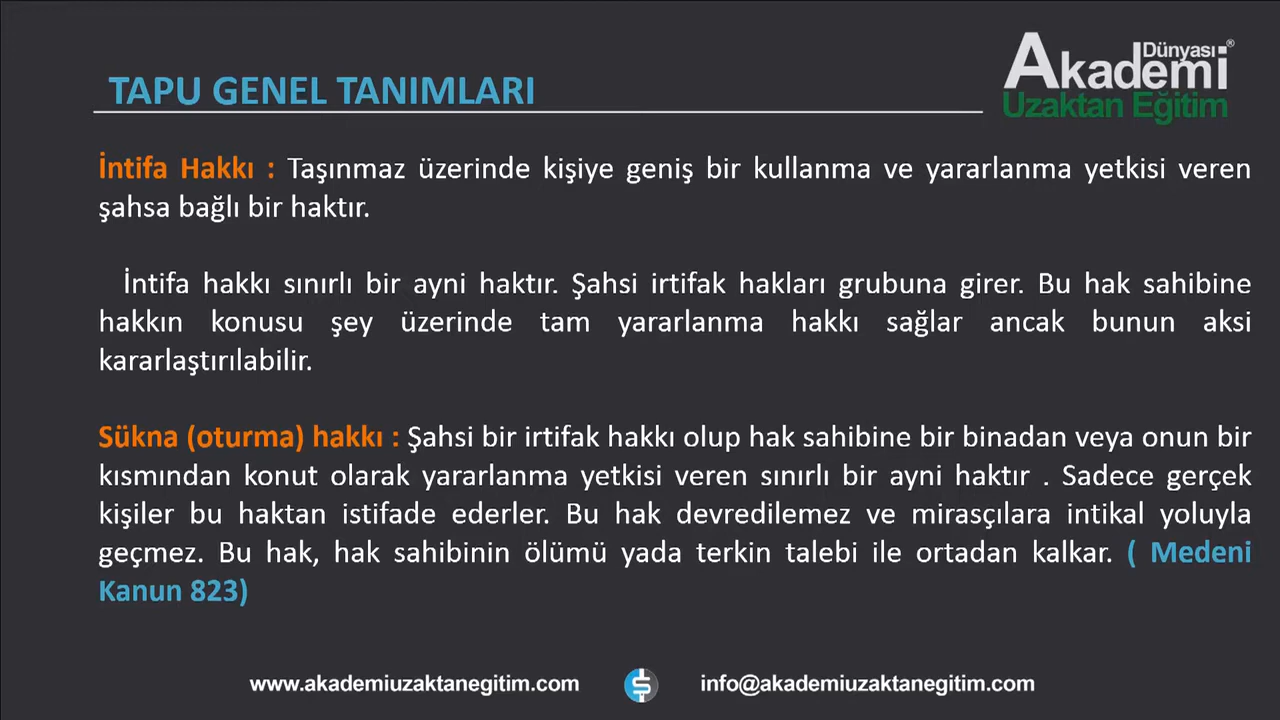 Dünyası®
Akademi
Uzaktan Eğitim
TAPU GENEL TANIMLARI
İntifa Hakkı : Taşınmaz üzerinde kişiye geniş bir kullanma ve yararlanma yetkisi veren
şahsa bağlı bir haktır.
İntifa hakkı sınırlı bir ayni haktır. Şahsi irtifak hakları grubuna girer. Bu hak sahibine
hakkın konusu şey üzerinde tam yararlanma hakkı sağlar ancak bunun aksi
kararlaştırılabilir.
Sükna (oturma) hakkı : Şahsi bir irtifak hakkı olup hak sahibine bir binadan veya onun bir
kısmından konut olarak yararlanma yetkisi veren sınırlı bir ayni haktır . Sadece gerçek
kişiler bu haktan istifade ederler. Bu hak devredilemez ve mirasçılara intikal yoluyla
geçmez. Bu hak, hak sahibinin ölümü yada terkin talebi ile ortadan kalkar. ( Medeni
Kanun 823)
www.akademiuzaktanegitim.com
info@akademiuzaktanegitim.com